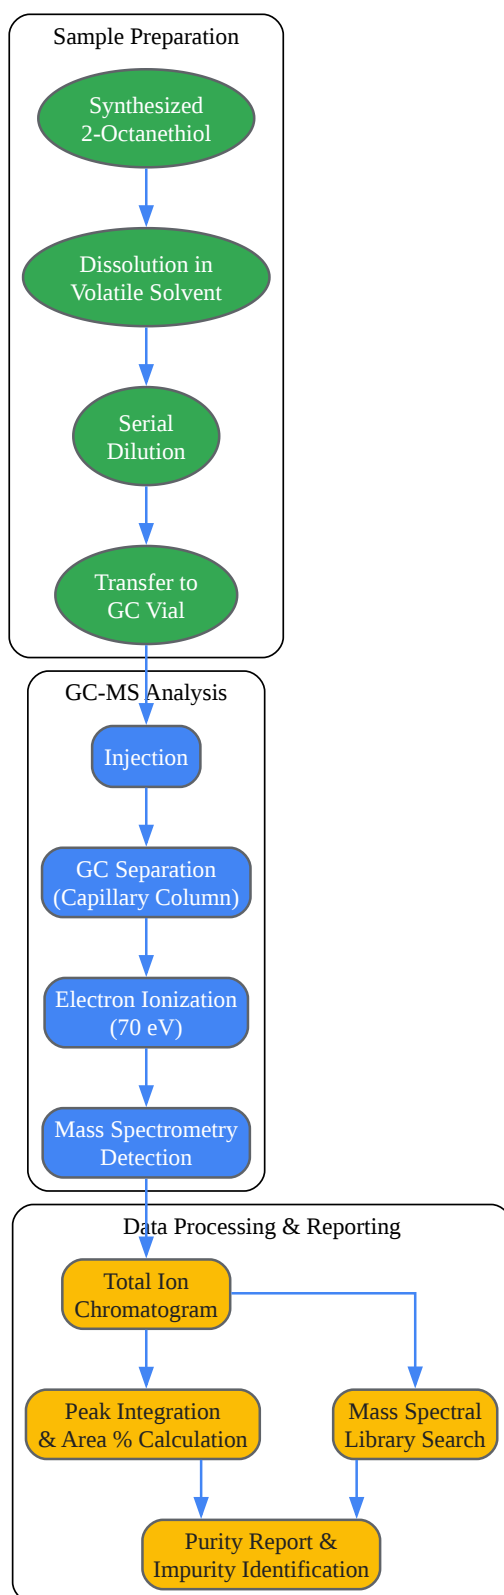 Sample Preparation
Synthesized
2-Octanethiol
Dissolution in
Volatile Solvent
Serial
Dilution
Transfer to
GC Vial
GC-MS Analysis
Injection
GC Separation
(Capillary Column)
Electron Ionization
(70 eV)
Mass Spectrometry
Detection
Data Processing & Reporting
Total Ion
Chromatogram
Peak Integration
& Area % Calculation
Mass Spectral
Library Search
Purity Report &
Impurity Identification